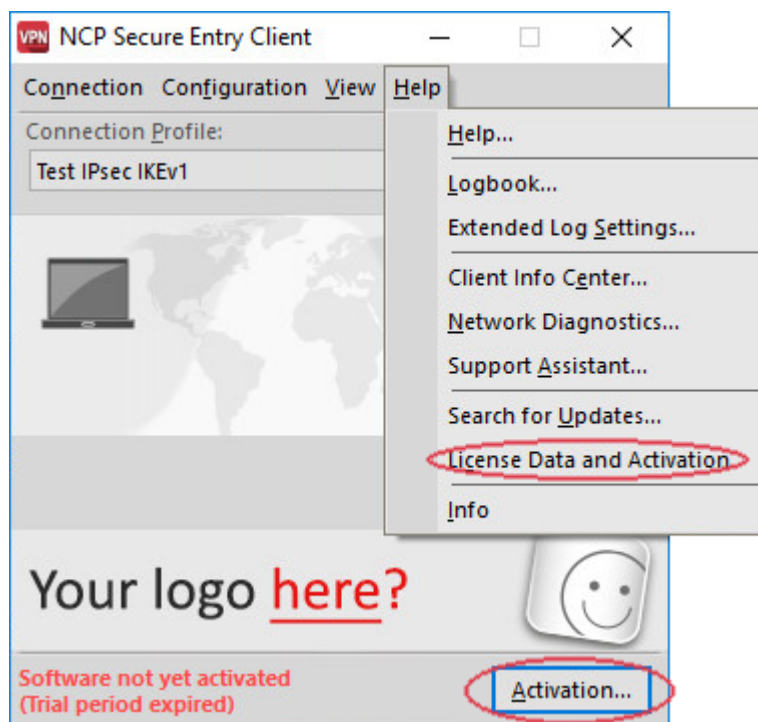 VPN NCP Secure Entry Client
Connection Configuration View Help
Connection Profile:
Test IPsec IKEv1
Help...
Logbook...
Extended Log Settings...
Client Info Center...
Network Diagnostics...
Support Assistant...
Search for Updates...
License Data and Activation
Info
Your logo here?
Software not yet activated
(Trial period expired)
Activation...